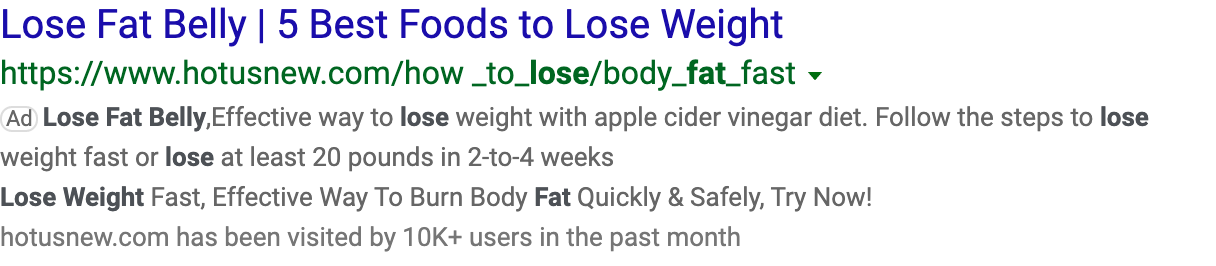 Lose Fat Belly | 5 Best Foods to Lose Weight
https://www.hotusnew.com/how _to_lose/body_fat_fast
Ad Lose Fat Belly,Effective way to lose weight with apple cider vinegar diet. Follow the steps to lose
weight fast or lose at least 20 pounds in 2-to-4 weeks
Lose Weight Fast, Effective Way To Burn Body Fat Quickly & Safely, Try Now!
hotusnew.com has been visited by 10K+ users in the past month